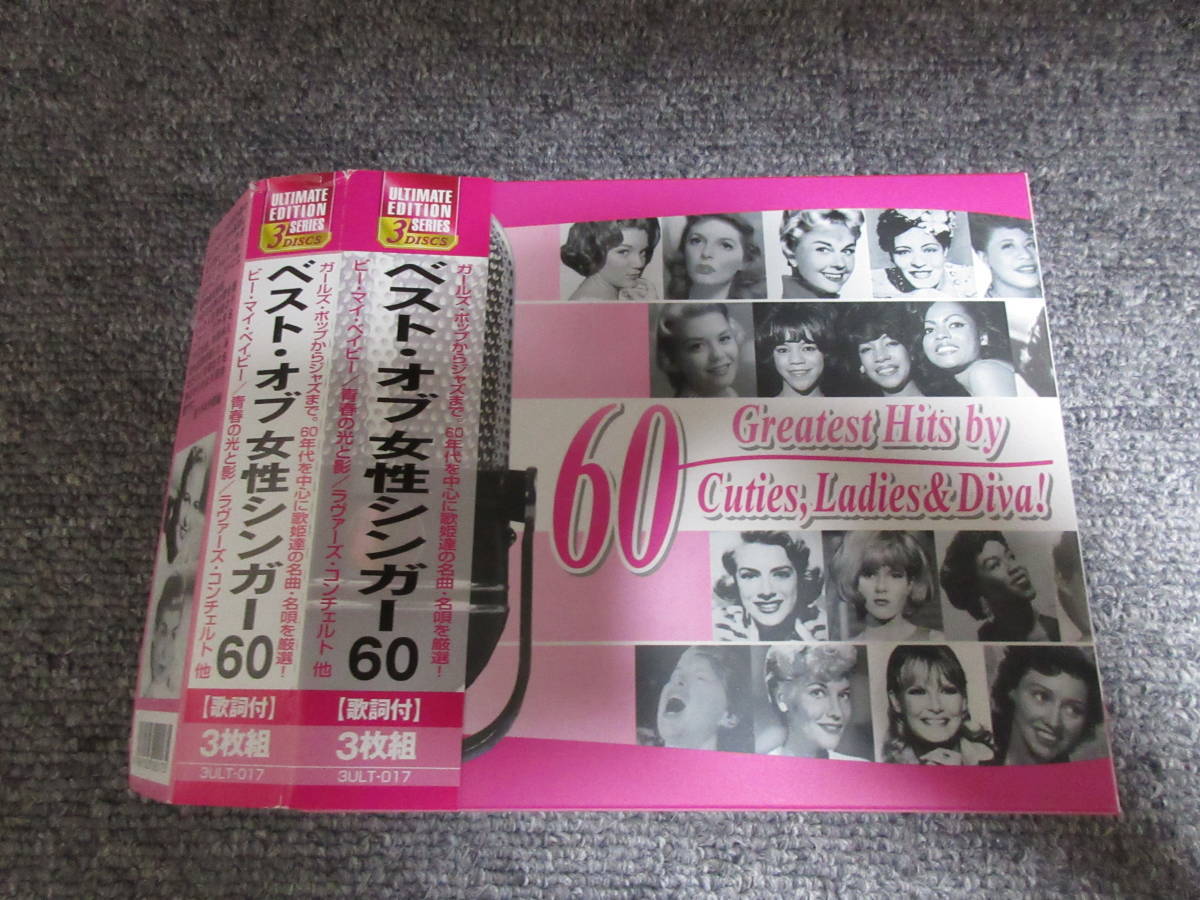 ULTIMATE
EDITION
SERIES
3 DISCS
ガールズ・ポップからジャズまで。60年代を中心に歌姫達の名曲・名唄を厳選!
ベスト・オブ女性シンガー60
ビー・マイ・ベイビー/青春の光と影/ラヴァーズ・コンチェルト 他
【歌詞付】
3枚組
3ULT-017
ULTIMATE
EDITION
SERIES
3 DISCS
ガールズ・ポップからジャズまで。60年代を中心に歌姫達の名曲・名唄を厳選!
ベスト・オブ女性シンガー60
ビー・マイ・ベイビー/青春の光と影/ラヴァーズ・コンチェルト 他
【歌詞付】
3枚組
3ULT-017
60 Greatest Hits by
Cuties, Ladies & Diva!